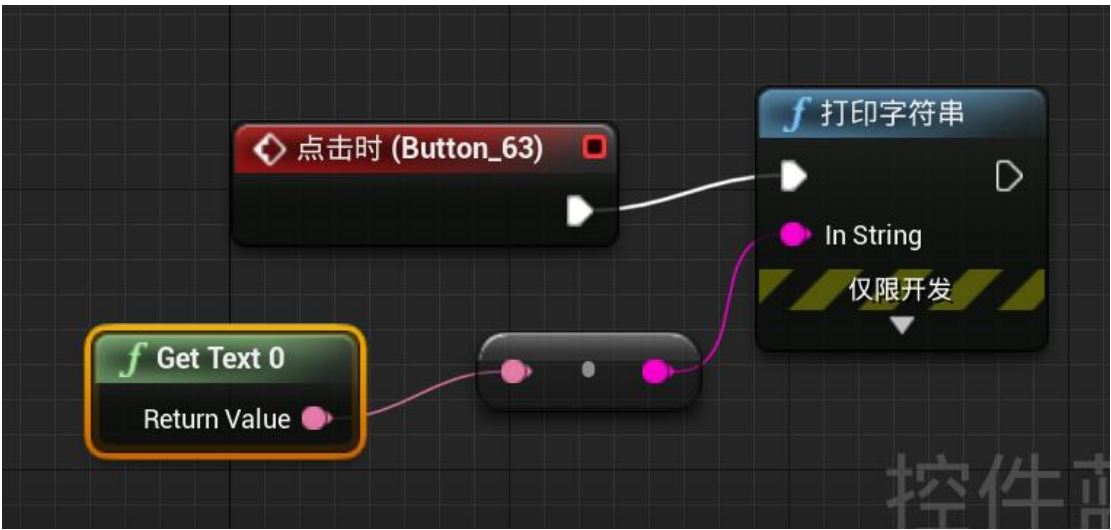 点击时 (Button_63)
f 打印字符串
In String
仅限开发
f Get Text 0
Return Value
控件蓝